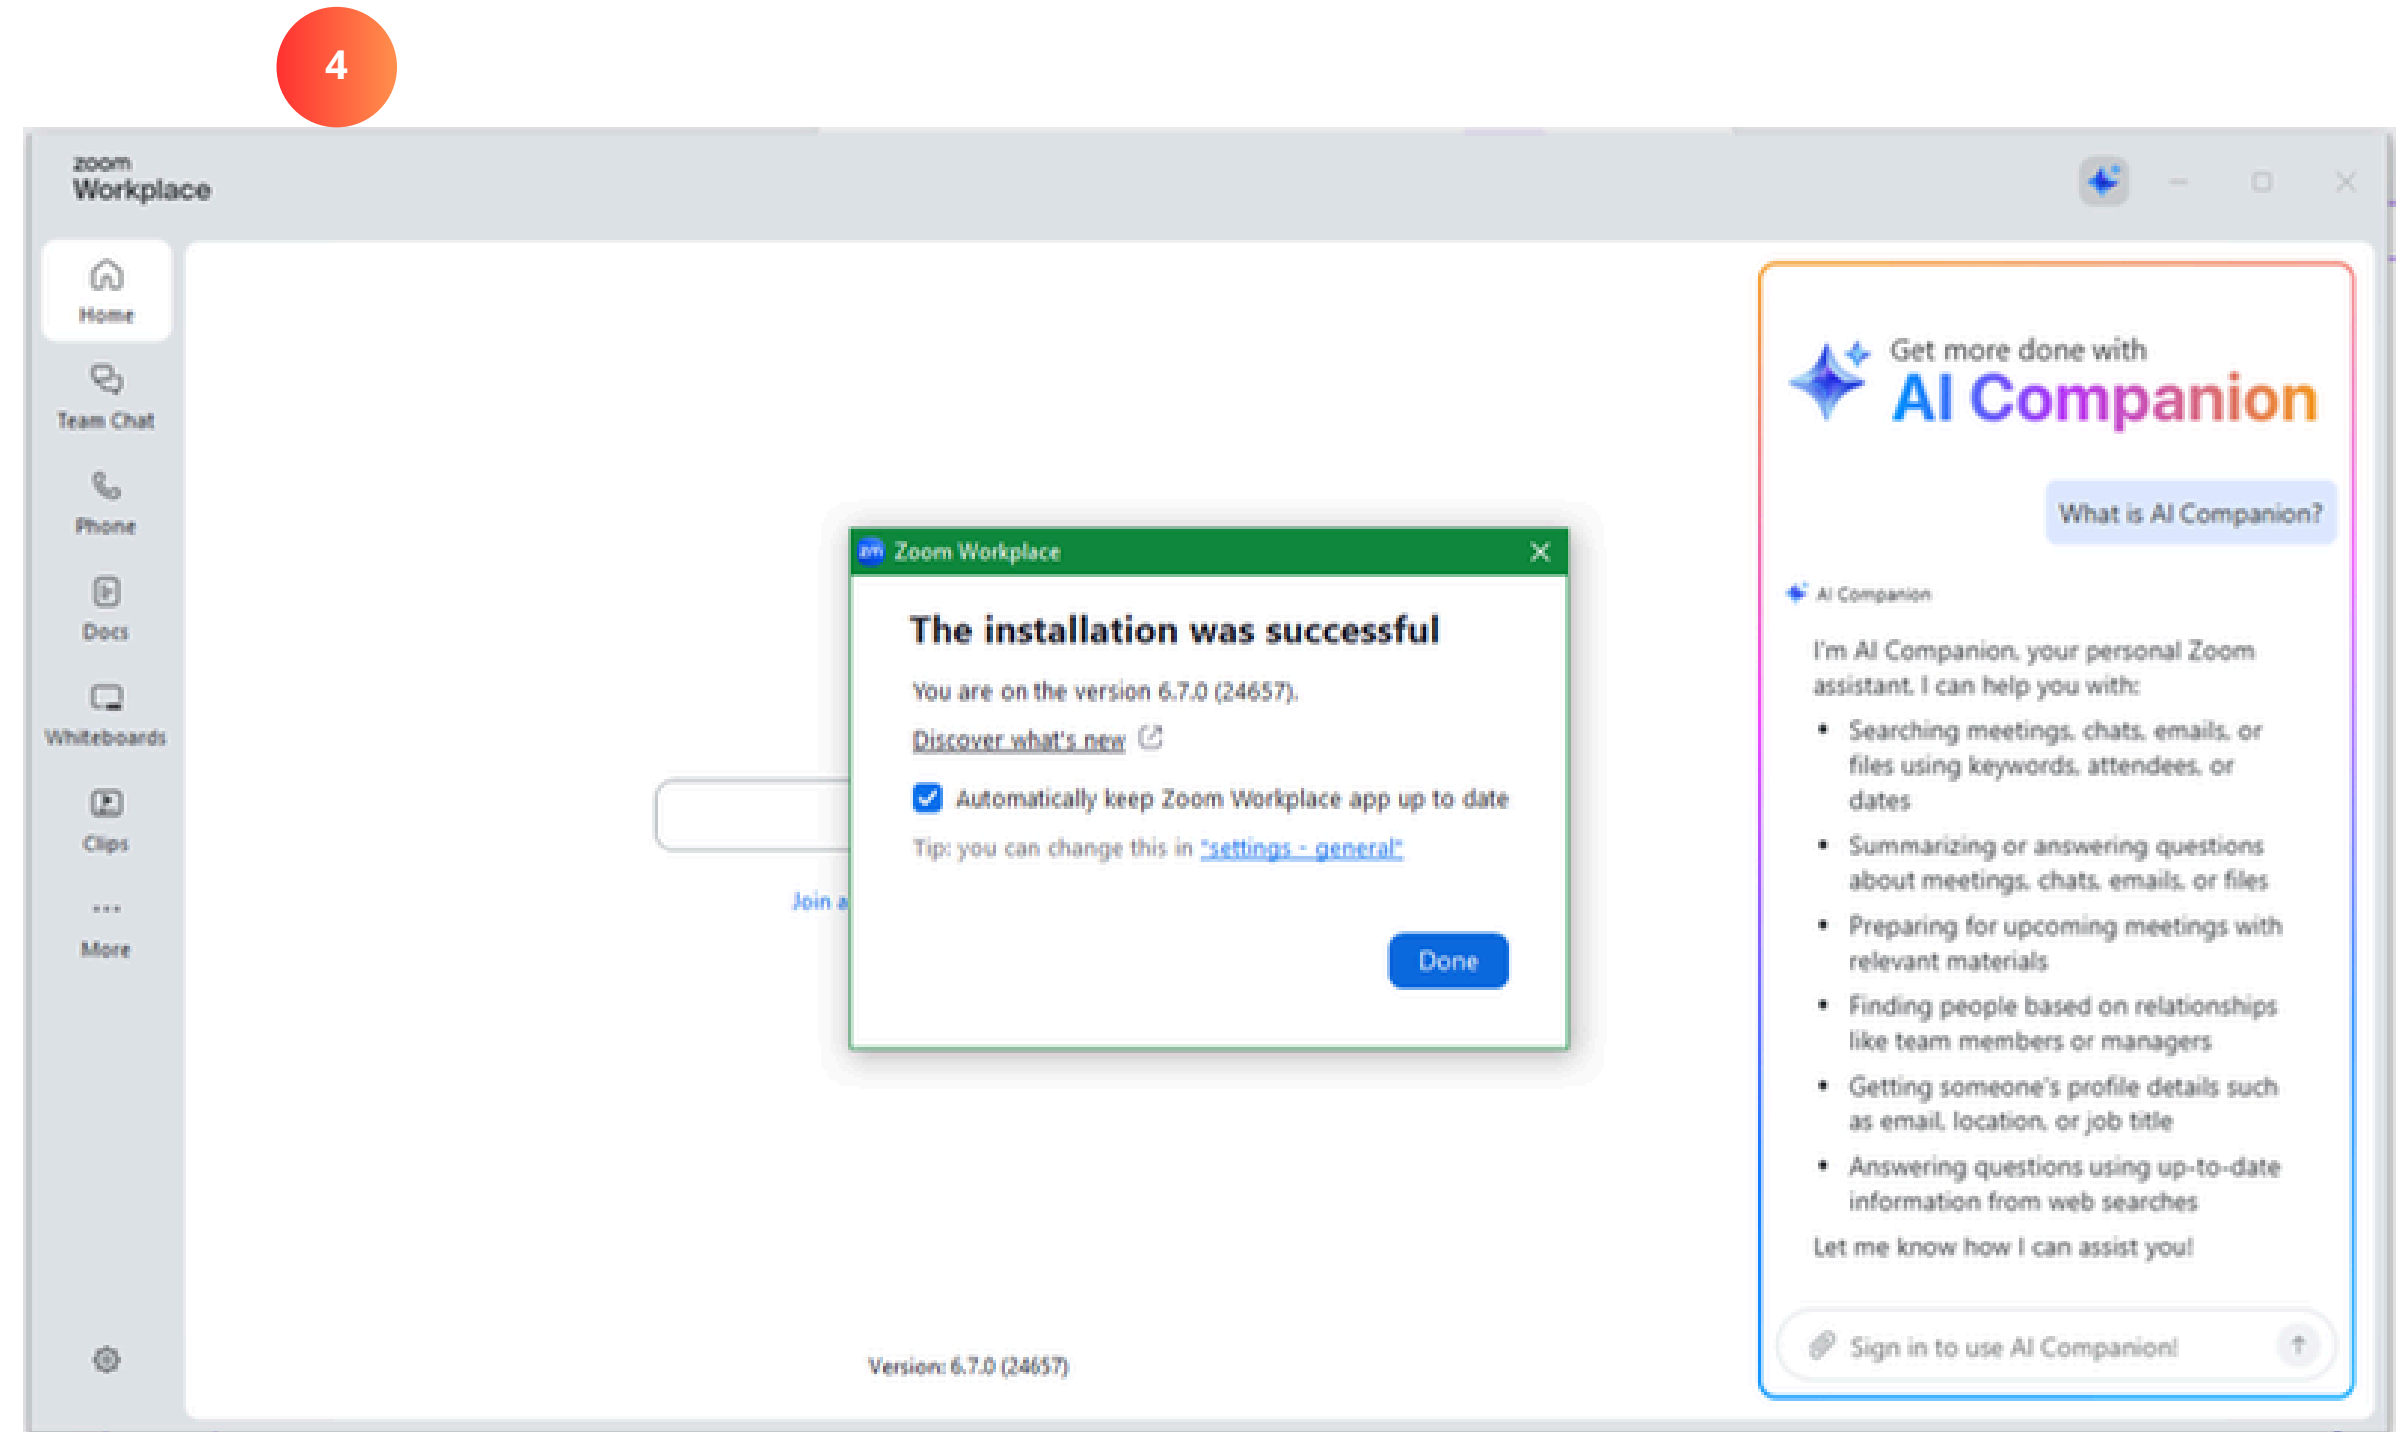 4
zoom
Workplace
Home
Team Chat
Phone
Docs
Whiteboards
Clips
More
Join a
Zoom Workplace
The installation was successful
You are on the version 6.7.0 (24657).
Discover what's new
Automatically keep Zoom Workplace app up to date
Tip: you can change this in "settings - general"
Done
Version: 6.7.0 (24657)
Get more done with
AI Companion
What is AI Companion?
AI Companion
I'm AI Companion, your personal Zoom
assistant. I can help you with:
• Searching meetings, chats, emails, or
files using keywords, attendees, or
dates
• Summarizing or answering questions
about meetings, chats, emails, or files
• Preparing for upcoming meetings with
relevant materials
• Finding people based on relationships
like team members or managers
• Getting someone's profile details such
as email, location, or job title
• Answering questions using up-to-date
information from web searches
Let me know how I can assist you!
Sign in to use AI Companion!